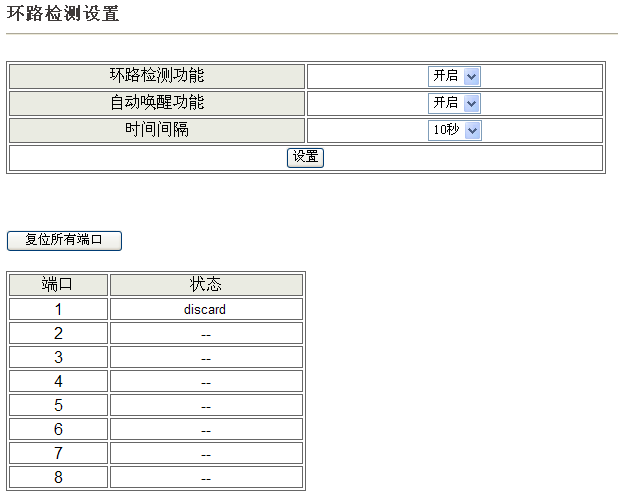 环路检测设置
环路检测功能 开启
自动唤醒功能 开启
时间间隔 10秒
设置
复位所有端口
端口 状态
1 discard
2 --
3 --
4 --
5 --
6 --
7 --
8 --